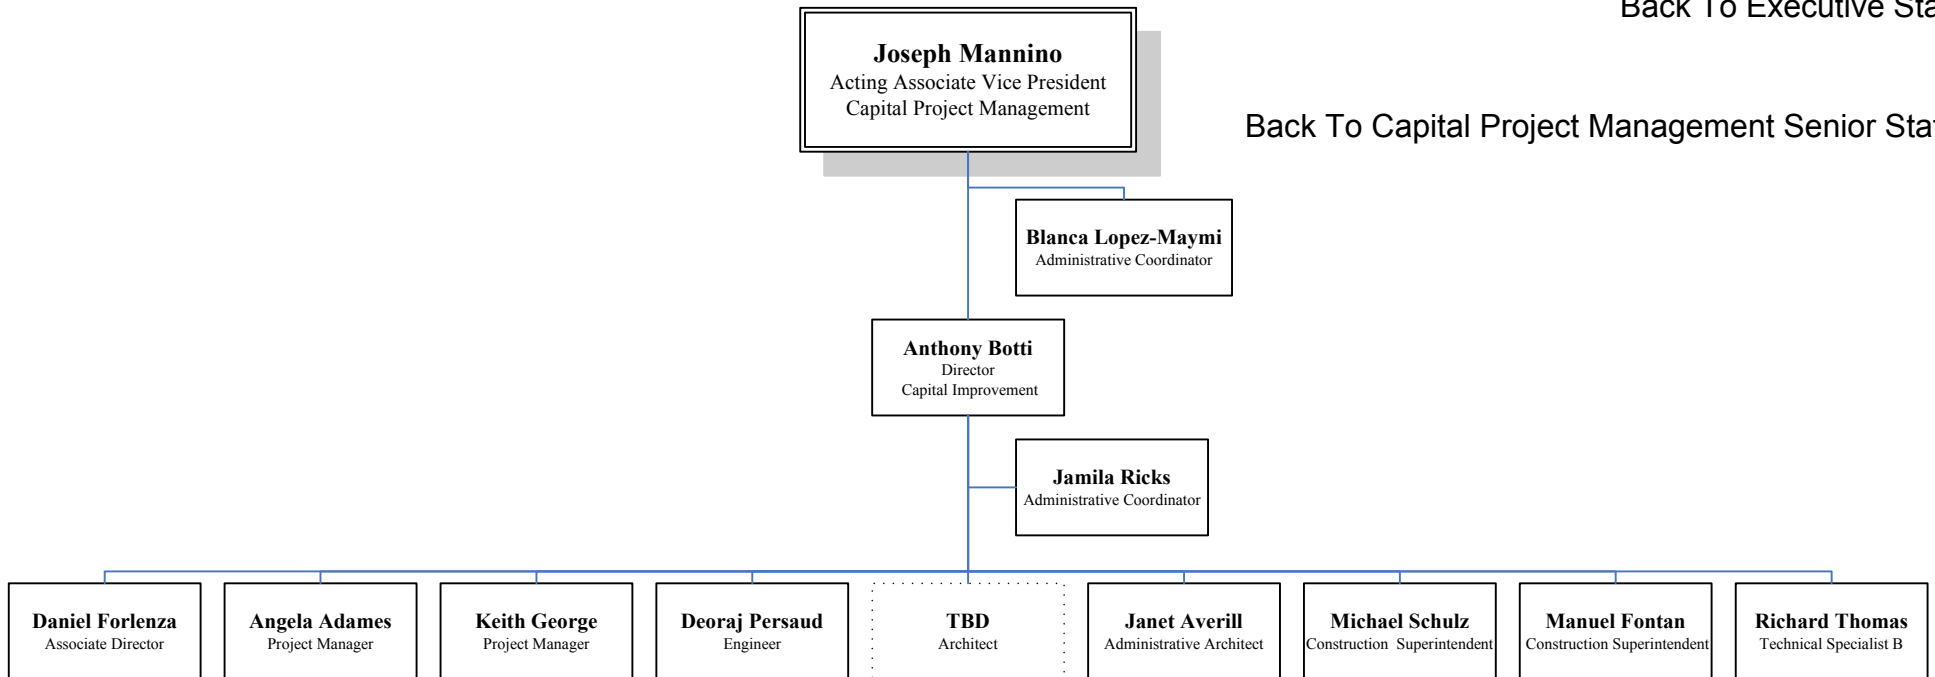 Back To Executive
Joseph Mannino
Acting Associate Vice President
Capital Project Management
Back To Capital Project Management Senior
Blanca Lopez-Maymi
Administrative Coordinator
Anthony Botti
Director
Capital Improvement
Jamila Ricks
Administrative Coordinator
Daniel Forlenza
Associate Director
Angela Adames
Project Manager
Keith George
Project Manager
Deoraj Persaud
Engineer
TBD
Architect
Janet Averill
Administrative Architect
Michael Schulz
Construction Superintendent
Manuel Fontan
Construction Superintendent
Richard Thomas
Technical Specialist B